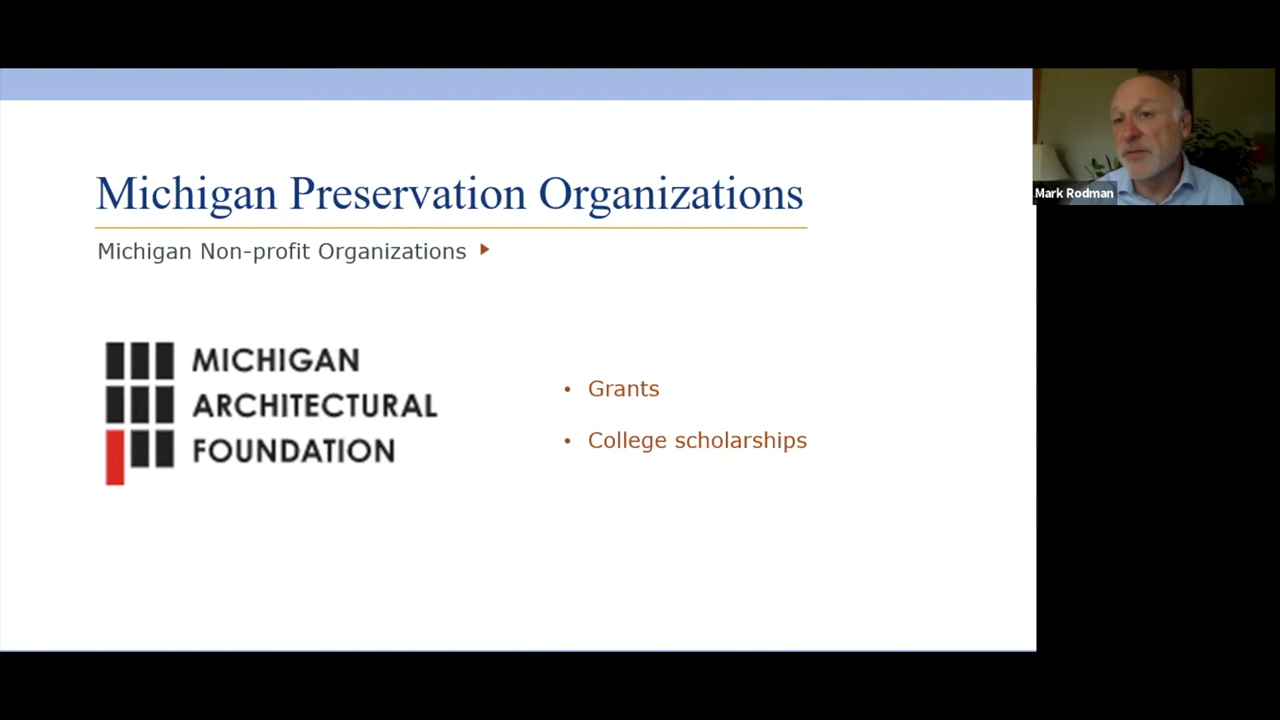 Michigan Preservation Organizations
Michigan Non-profit Organizations
MICHIGAN
ARCHITECTURAL
FOUNDATION
• Grants
• College scholarships
Mark Rodman